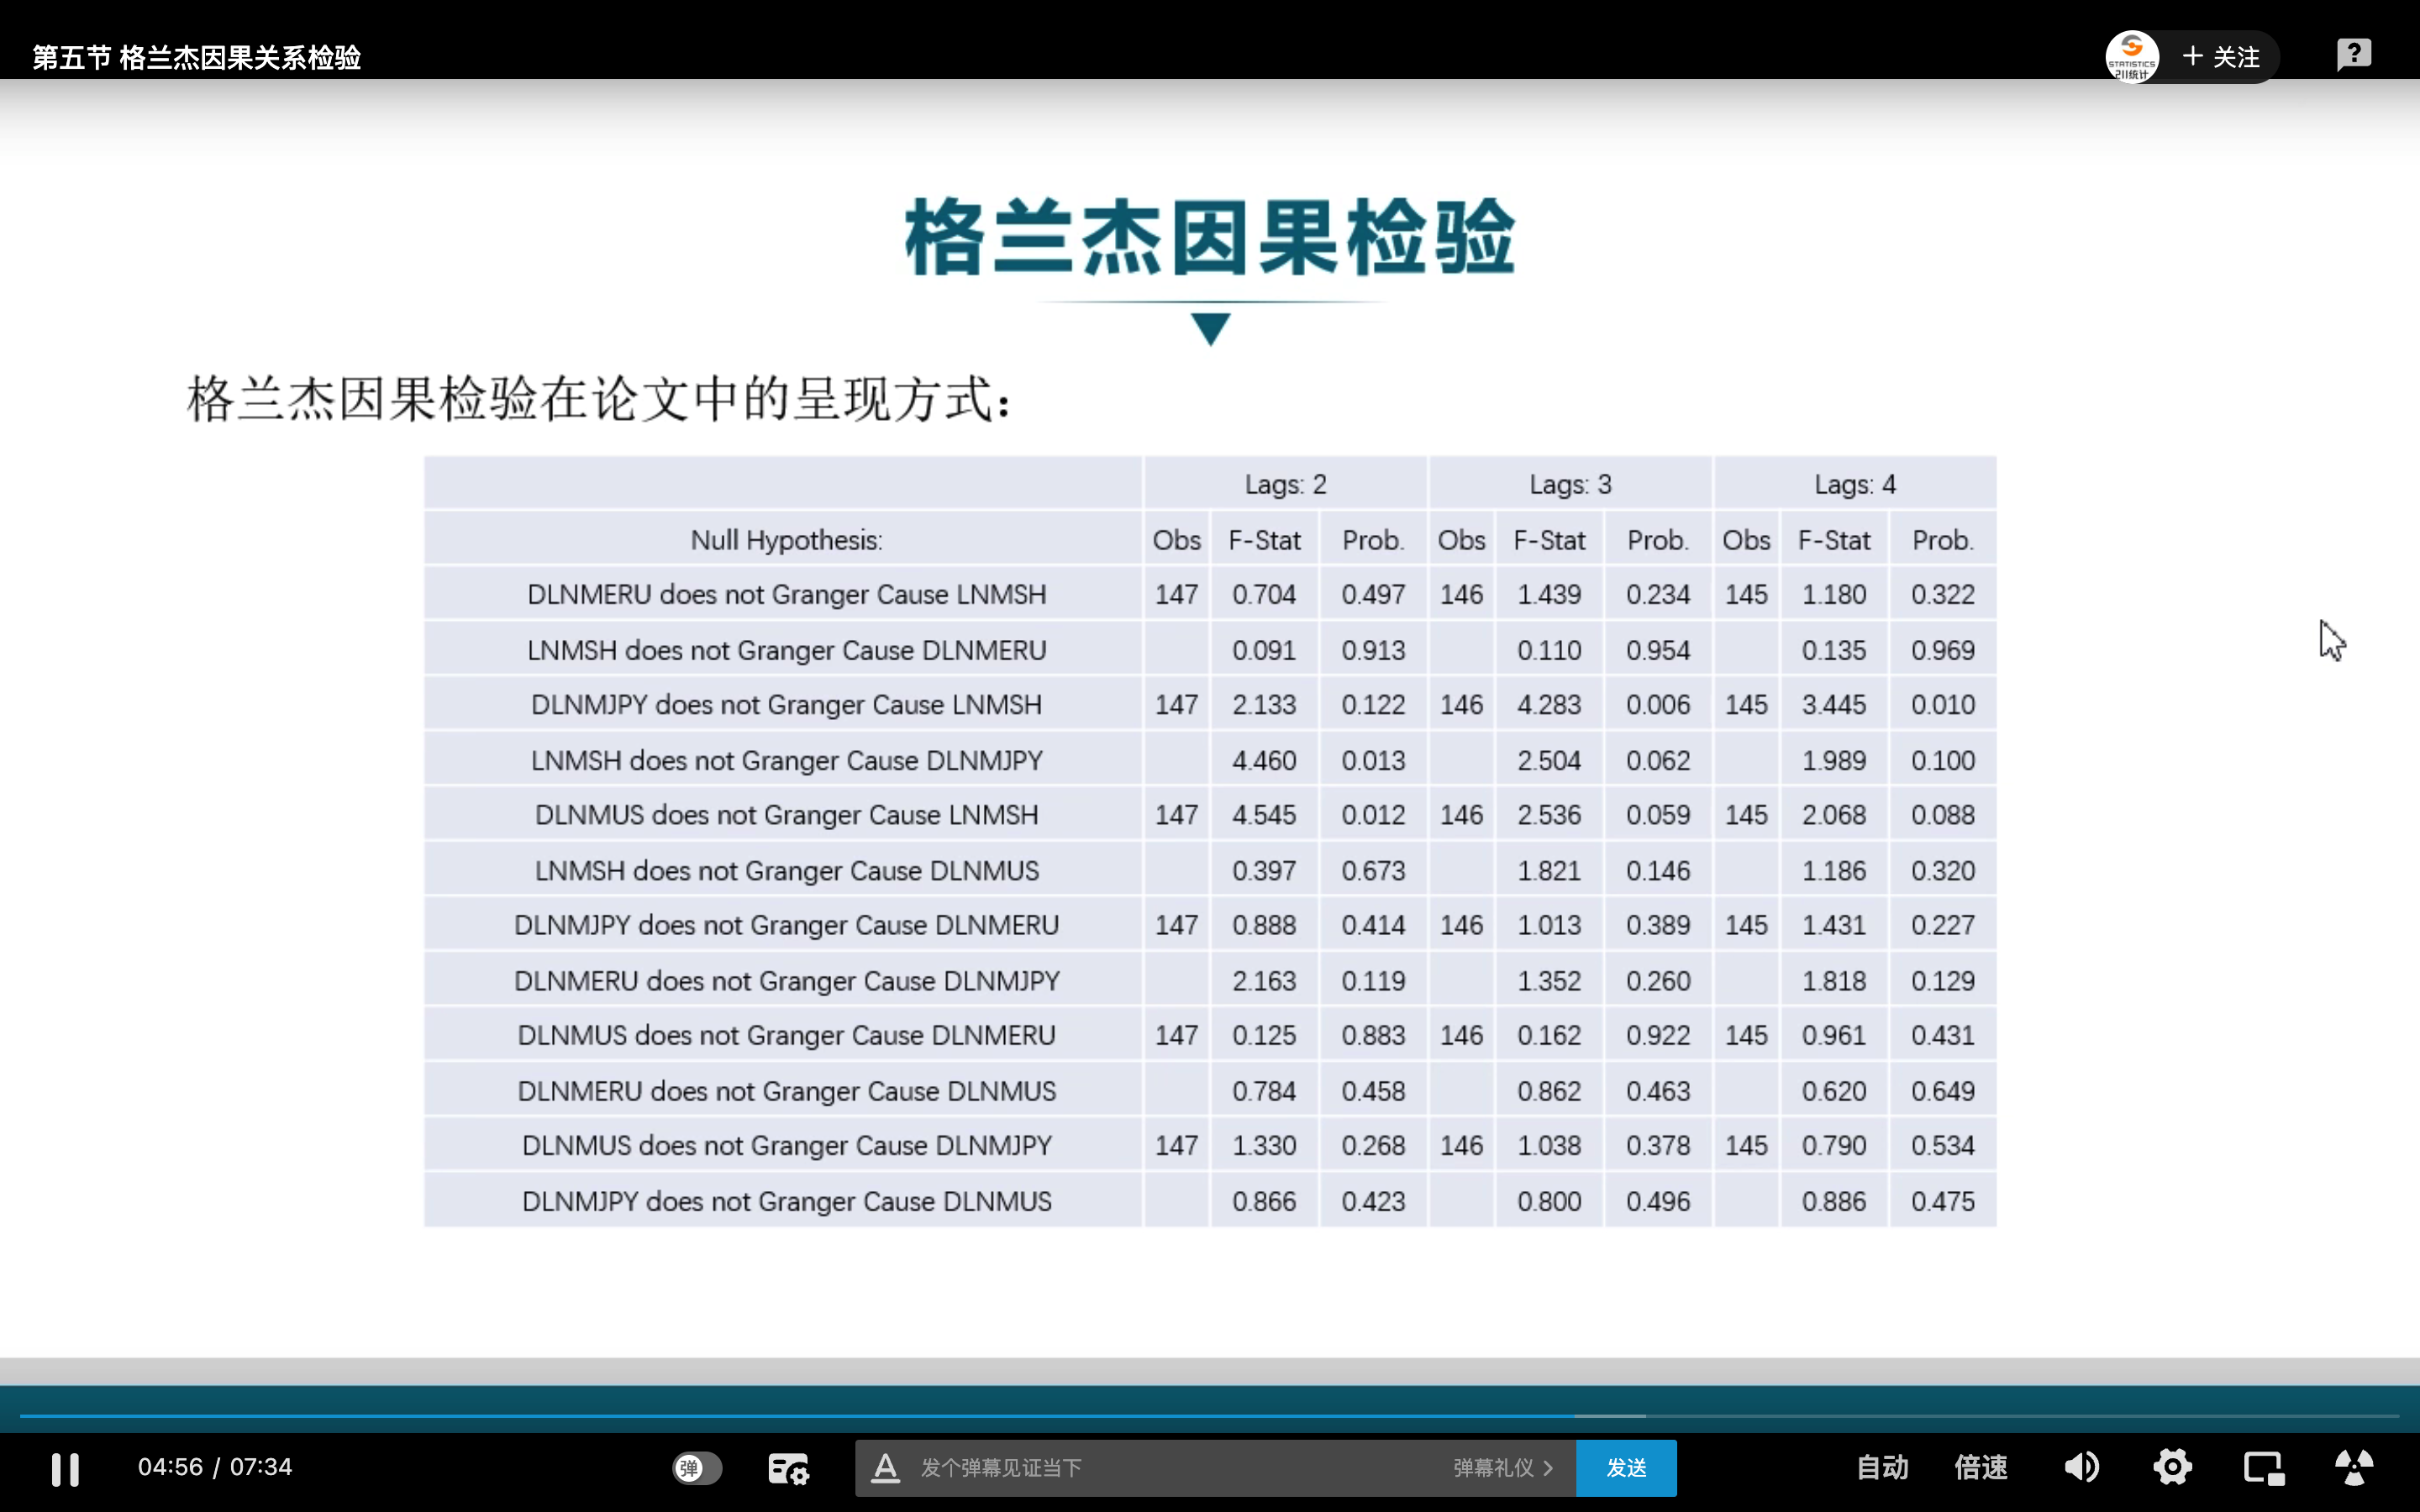 第五节 格兰杰因果关系检验
STATISTICS
211统计
+ 关注
?
格兰杰因果检验
格兰杰因果检验在论文中的呈现方式：
Lags: 2 Lags: 3 Lags: 4
Null Hypothesis: Obs F-Stat Prob. Obs F-Stat Prob. Obs F-Stat Prob.
DLNMERU does not Granger Cause LNMSH 147 0.704 0.497 146 1.439 0.234 145 1.180 0.322
LNMSH does not Granger Cause DLNMERU 0.091 0.913 0.110 0.954 0.135 0.969
DLNMJPY does not Granger Cause LNMSH 147 2.133 0.122 146 4.283 0.006 145 3.445 0.010
LNMSH does not Granger Cause DLNMJPY 4.460 0.013 2.504 0.062 1.989 0.100
DLNMUS does not Granger Cause LNMSH 147 4.545 0.012 146 2.536 0.059 145 2.068 0.088
LNMSH does not Granger Cause DLNMUS 0.397 0.673 1.821 0.146 1.186 0.320
DLNMJPY does not Granger Cause DLNMERU 147 0.888 0.414 146 1.013 0.389 145 1.431 0.227
DLNMERU does not Granger Cause DLNMJPY 2.163 0.119 1.352 0.260 1.818 0.129
DLNMUS does not Granger Cause DLNMERU 147 0.125 0.883 146 0.162 0.922 145 0.961 0.431
DLNMERU does not Granger Cause DLNMUS 0.784 0.458 0.862 0.463 0.620 0.649
DLNMUS does not Granger Cause DLNMJPY 147 1.330 0.268 146 1.038 0.378 145 0.790 0.534
DLNMJPY does not Granger Cause DLNMUS 0.866 0.423 0.800 0.496 0.886 0.475
04:56 / 07:34 弹 A 发个弹幕见证当下 弹幕礼仪 > 发送 自动 倍速